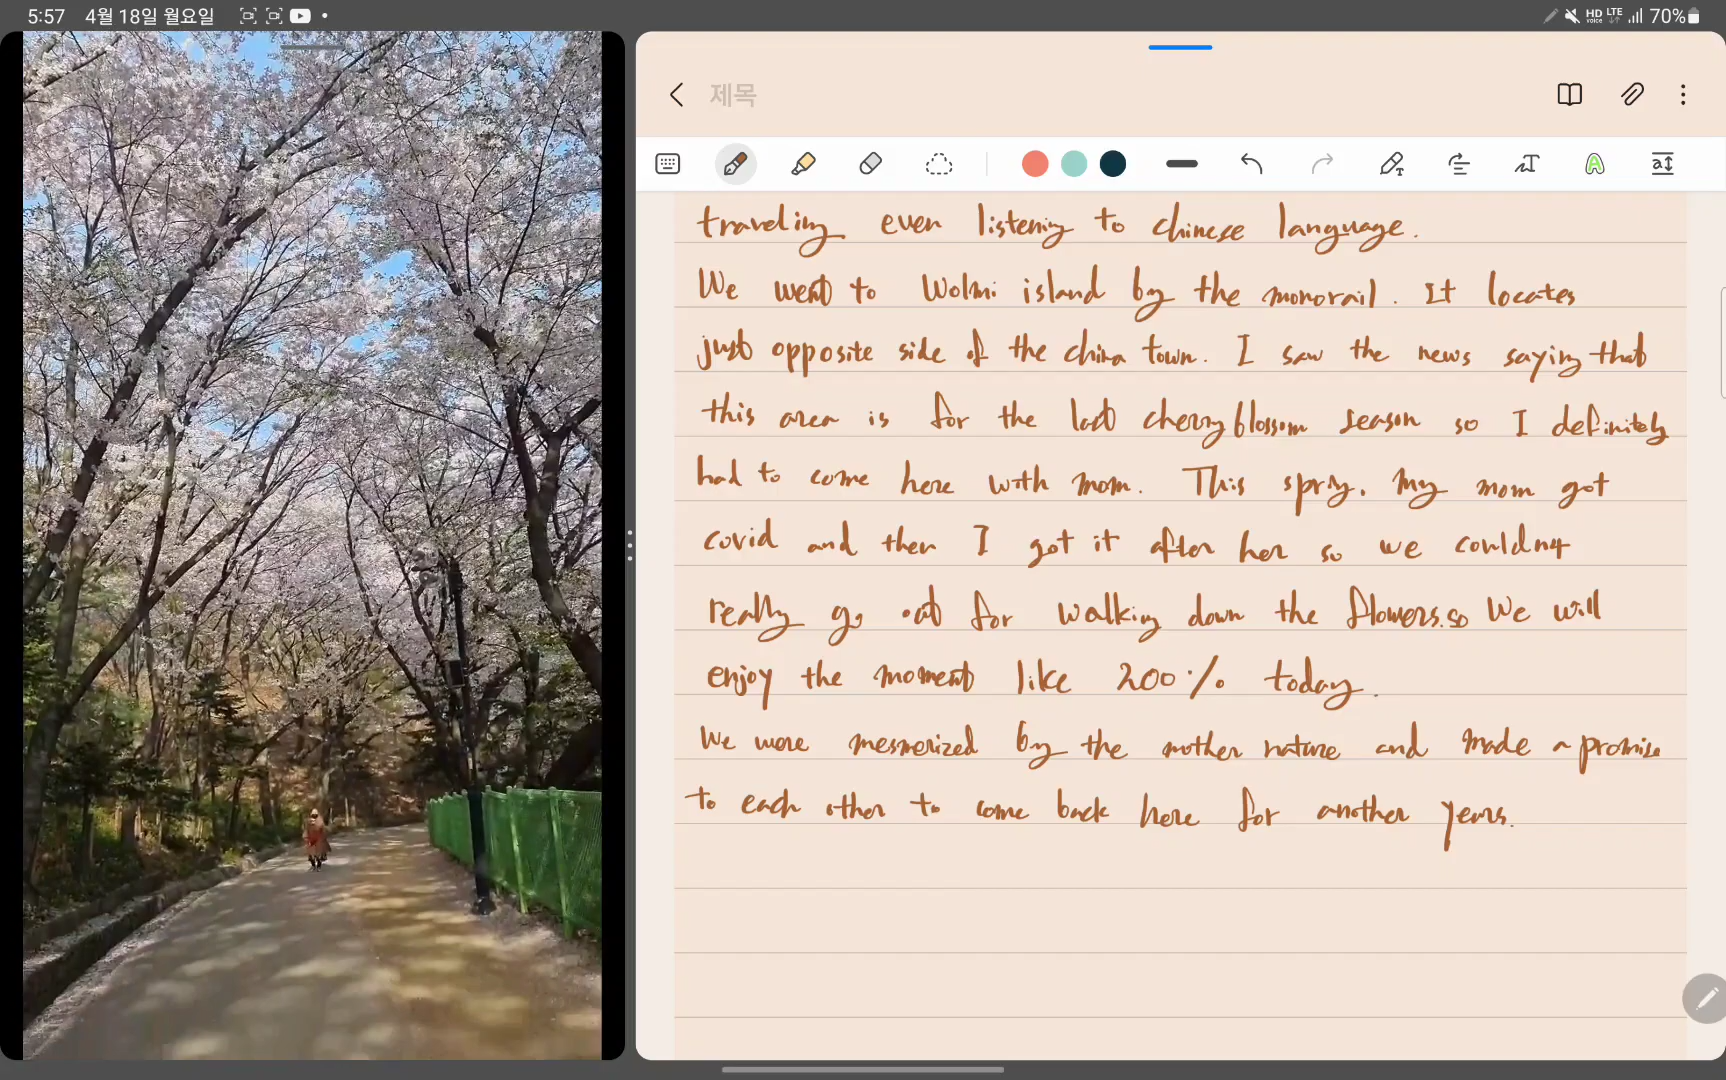 5:57 4월 18일 월요일
HD voice LTE 70%
제목
traveling even listening to chinese language.
We went to Wolmi island by the monorail. It locates
just opposite side of the china town. I saw the news saying that
this area is for the last cherry blossom season so I definitely
had to come here with mom. This spring, my mom got
covid and then I got it after her so we couldn't
really go out for walking down the flowers. so We will
enjoy the moment like 200% today.
We were mesmerized by the mother nature and made a promise
to each other to come back here for another years.